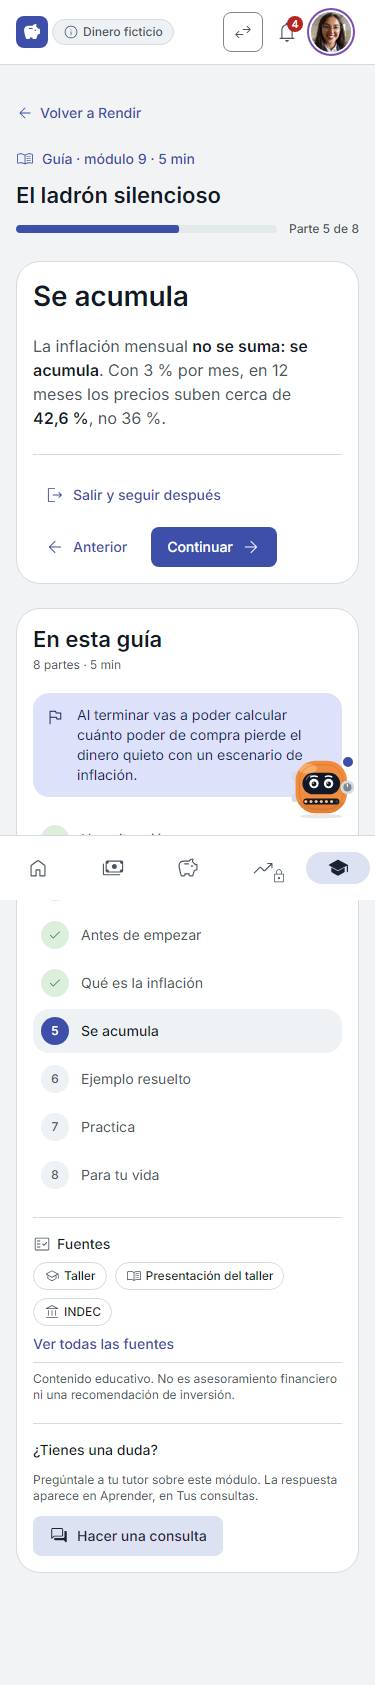 Dinero ficticio
4
Volver a Rendir
Guía · módulo 9 · 5 min
El ladrón silencioso
Parte 5 de 8
Se acumula
La inflación mensual no se suma: se
acumula. Con 3 % por mes, en 12
meses los precios suben cerca de
42,6 %, no 36 %.
Salir y seguir después
Anterior
Continuar
En esta guía
8 partes · 5 min
Al terminar vas a poder calcular
cuánto poder de compra pierde el
dinero quieto con un escenario de
inflación.
Antes de empezar
Qué es la inflación
5 Se acumula
6 Ejemplo resuelto
7 Practica
8 Para tu vida
Fuentes
Taller
Presentación del taller
INDEC
Ver todas las fuentes
Contenido educativo. No es asesoramiento financiero
ni una recomendación de inversión.
¿Tienes una duda?
Pregúntale a tu tutor sobre este módulo. La respuesta
aparece en Aprender, en Tus consultas.
Hacer una consulta